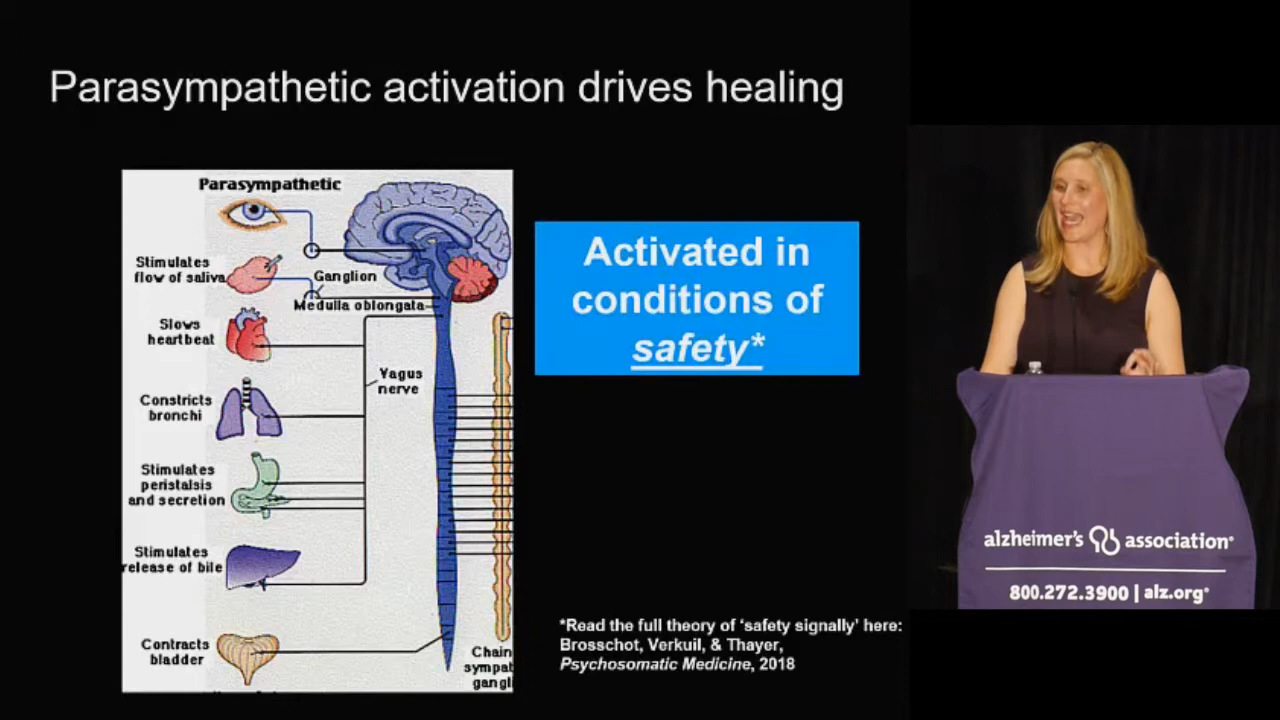 Parasympathetic activation drives healing
Parasympathetic
Stimulates
flow of saliva
Ganglion
Medulla oblongata
Slows
heartbeat
Vagus
nerve
Constricts
bronchi
Stimulates
peristalsis
and secretion
Stimulates
release of bile
Contracts
bladder
Chain
sympat
gangli
Activated in
conditions of
safety*
*Read the full theory of ‘safety signally’ here:
Brosschot, Verkuil, & Thayer,
Psychosomatic Medicine, 2018
alzheimer's association®
800.272.3900 | alz.org®